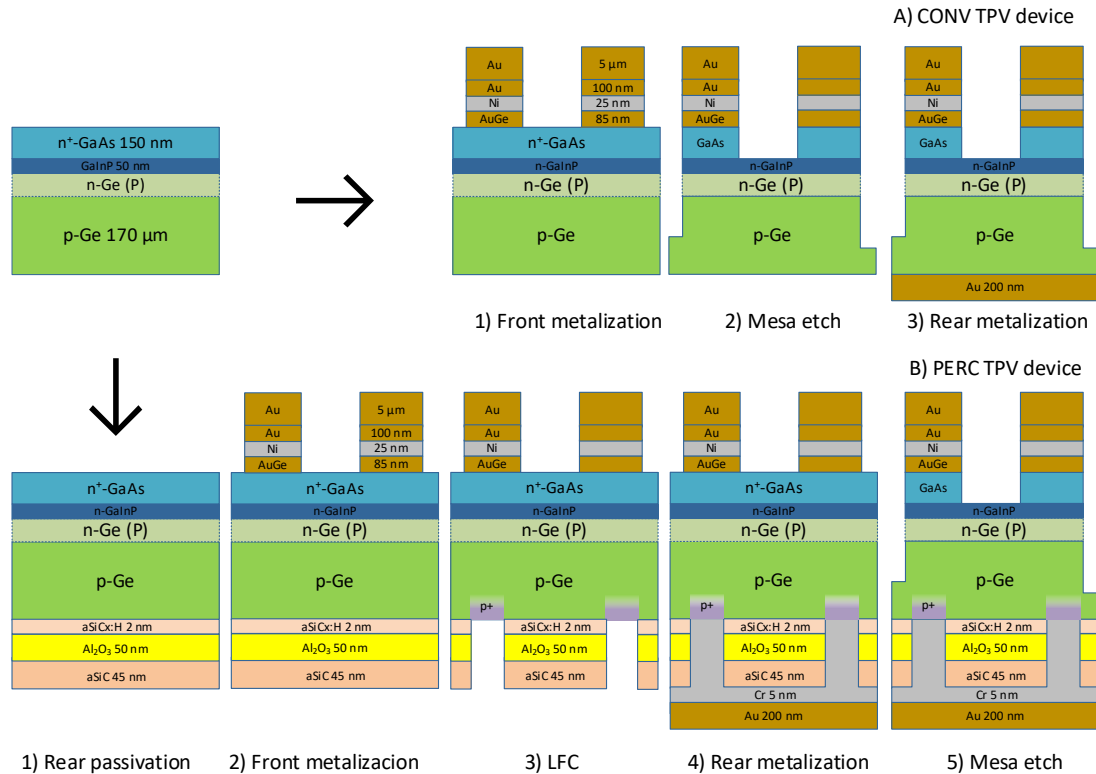 A) CONV TPV device
n⁺-GaAs 150 nm
GaInP 50 nm
n-Ge (P)
p-Ge 170 µm
Au
Au
Ni
AuGe
5 µm
100 nm
25 nm
85 nm
n⁺-GaAs
n-GaInP
n-Ge (P)
p-Ge
1) Front metalization
Au
Au
Ni
AuGe
GaAs
n-GaInP
n-Ge (P)
p-Ge
2) Mesa etch
Au
Au
Ni
AuGe
GaAs
n-GaInP
n-Ge (P)
p-Ge
Au 200 nm
3) Rear metalization
B) PERC TPV device
n⁺-GaAs
n-GaInP
n-Ge (P)
p-Ge
aSiCx:H 2 nm
Al₂O₃ 50 nm
aSiC 45 nm
1) Rear passivation
Au
Au
Ni
AuGe
5 µm
100 nm
25 nm
85 nm
n⁺-GaAs
n-GaInP
n-Ge (P)
p-Ge
aSiCx:H 2 nm
Al₂O₃ 50 nm
aSiC 45 nm
2) Front metalizacion
Au
Au
Ni
AuGe
n⁺-GaAs
n-GaInP
n-Ge (P)
p-Ge
p+
aSiCx:H 2 nm
Al₂O₃ 50 nm
aSiC 45 nm
3) LFC
Au
Au
Ni
AuGe
n⁺-GaAs
n-GaInP
n-Ge (P)
p-Ge
p+
aSiCx:H 2 nm
Al₂O₃ 50 nm
aSiC 45 nm
Cr 5 nm
Au 200 nm
4) Rear metalization
Au
Au
Ni
AuGe
GaAs
n-GaInP
n-Ge (P)
p-Ge
p+
aSiCx:H 2 nm
Al₂O₃ 50 nm
aSiC 45 nm
Cr 5 nm
Au 200 nm
5) Mesa etch